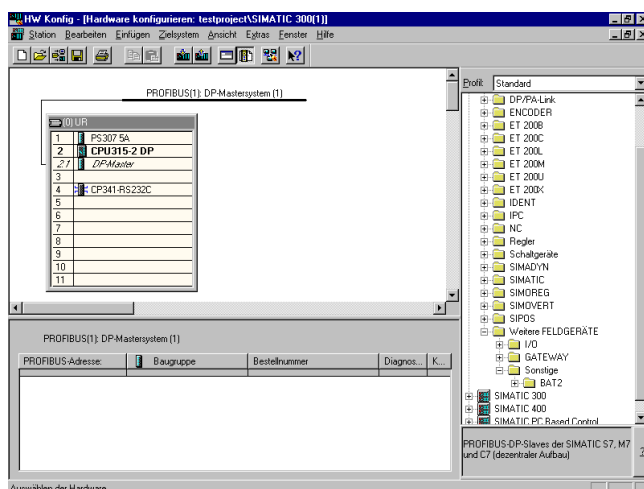 HW Konfig - [Hardware konfigurieren: testproject\SIMATIC 300(1)]
Station Bearbeiten Einfügen Zielsystem Ansicht Extras Fenster Hilfe
PROFIBUS(1): DP-Mastersystem (1)
(0) UR
1 PS307 5A
2 CPU315-2 DP
2.1 DP-Master
3
4 CP341-RS232C
5
6
7
8
9
10
11
Profil: Standard
DP/PA-Link
ENCODER
ET 200B
ET 200C
ET 200L
ET 200M
ET 200U
ET 200X
IDENT
IPC
NC
Regler
Schaltgeräte
SIMADYN
SIMATIC
SIMOREG
SIMOVERT
SIPOS
Weitere FELDGERÄTE
I/O
GATEWAY
Sonstige
BAT2
SIMATIC 300
SIMATIC 400
SIMATIC PC Based Control
PROFIBUS(1): DP-Mastersystem (1)
PROFIBUS-Adresse: Baugruppe Bestellnummer Diagnos... K...
PROFIBUS-DP-Slaves der SIMATIC S7, M7
und C7 (dezentraler Aufbau)
Auswählen der Hardware